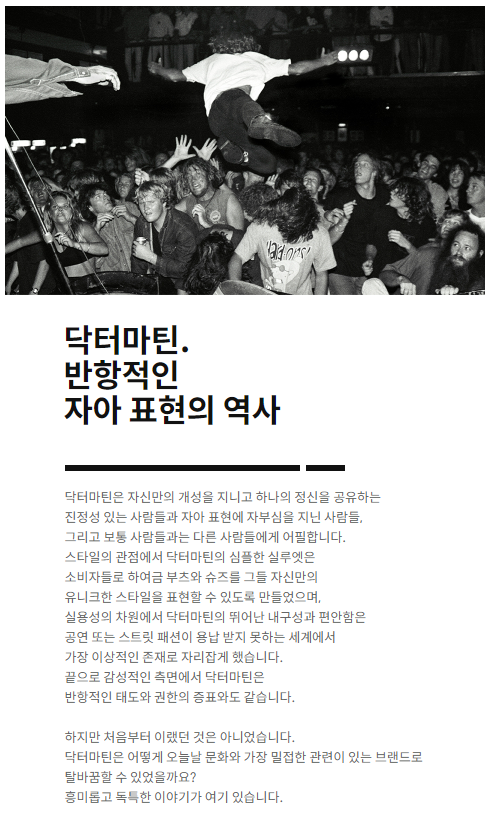 닥터마틴.
반항적인
자아 표현의 역사
닥터마틴은 자신만의 개성을 지니고 하나의 정신을 공유하는
진정성 있는 사람들과 자아 표현에 자부심을 지닌 사람들,
그리고 보통 사람들과는 다른 사람들에게 어필합니다.
스타일의 관점에서 닥터마틴의 심플한 실루엣은
소비자들로 하여금 부츠와 슈즈를 그들 자신만의
유니크한 스타일을 표현할 수 있도록 만들었으며,
실용성의 차원에서 닥터마틴의 뛰어난 내구성과 편안함은
공연 또는 스트릿 패션이 용납 받지 못하는 세계에서
가장 이상적인 존재로 자리잡게 했습니다.
끝으로 감성적인 측면에서 닥터마틴은
반항적인 태도와 권한의 증표와도 같습니다.
하지만 처음부터 이랬던 것은 아니었습니다.
닥터마틴은 어떻게 오늘날 문화와 가장 밀접한 관련이 있는 브랜드로
탈바꿈할 수 있었을까요?
흥미롭고 독특한 이야기가 여기 있습니다.